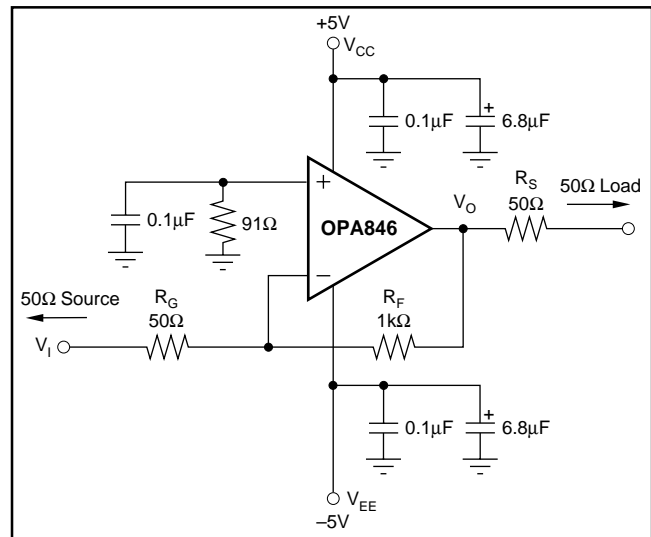 +5V
V_CC
0.1µF
+
6.8µF
+
OPA846
−
0.1µF
91Ω
V_O
R_S
50Ω
50Ω Load
50Ω Source
R_G
50Ω
R_F
1kΩ
V_I
0.1µF
+
6.8µF
V_EE
–5V